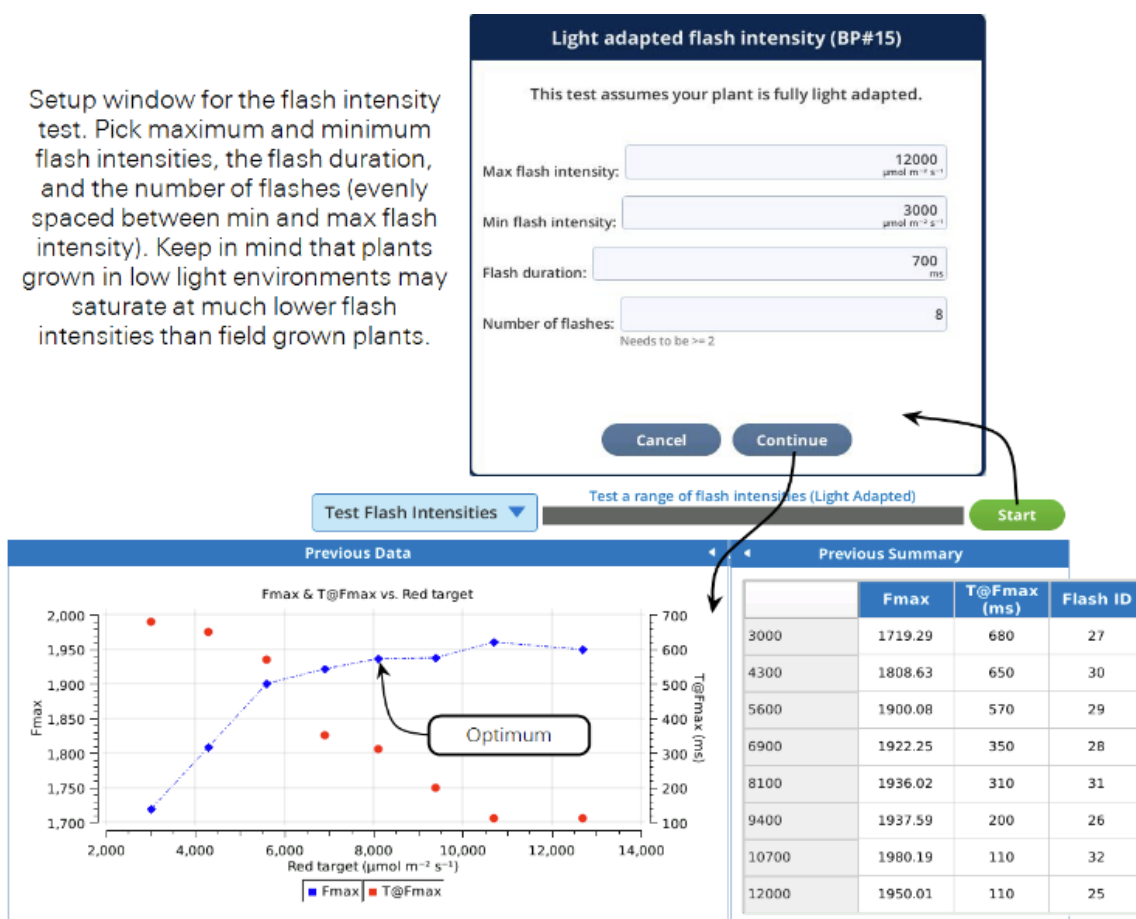 Setup window for the flash intensity
test. Pick maximum and minimum
flash intensities, the flash duration,
and the number of flashes (evenly
spaced between min and max flash
intensity). Keep in mind that plants
grown in low light environments may
saturate at much lower flash
intensities than field grown plants.
Light adapted flash intensity (BP#15)
This test assumes your plant is fully light adapted.
Max flash intensity: 12000
μmol m⁻² s⁻¹
Min flash intensity: 3000
μmol m⁻² s⁻¹
Flash duration: 700
ms
Number of flashes: 8
Needs to be >= 2
Cancel Continue
Test Flash Intensities
Test a range of flash intensities (Light Adapted)
Start
Previous Data
Fmax & T@Fmax vs. Red target
2,000
1,950
1,900
1,850
1,800
1,750
1,700
Fmax
700
600
500
400
300
200
100
T@Fmax (ms)
Optimum
2,000 4,000 6,000 8,000 10,000 12,000 14,000
Red target (μmol m⁻² s⁻¹)
Fmax T@Fmax
Previous Summary
Fmax T@Fmax (ms) Flash ID
3000 1719.29 680 27
4300 1808.63 650 30
5600 1900.08 570 29
6900 1922.25 350 28
8100 1936.02 310 31
9400 1937.59 200 26
10700 1980.19 110 32
12000 1950.01 110 25